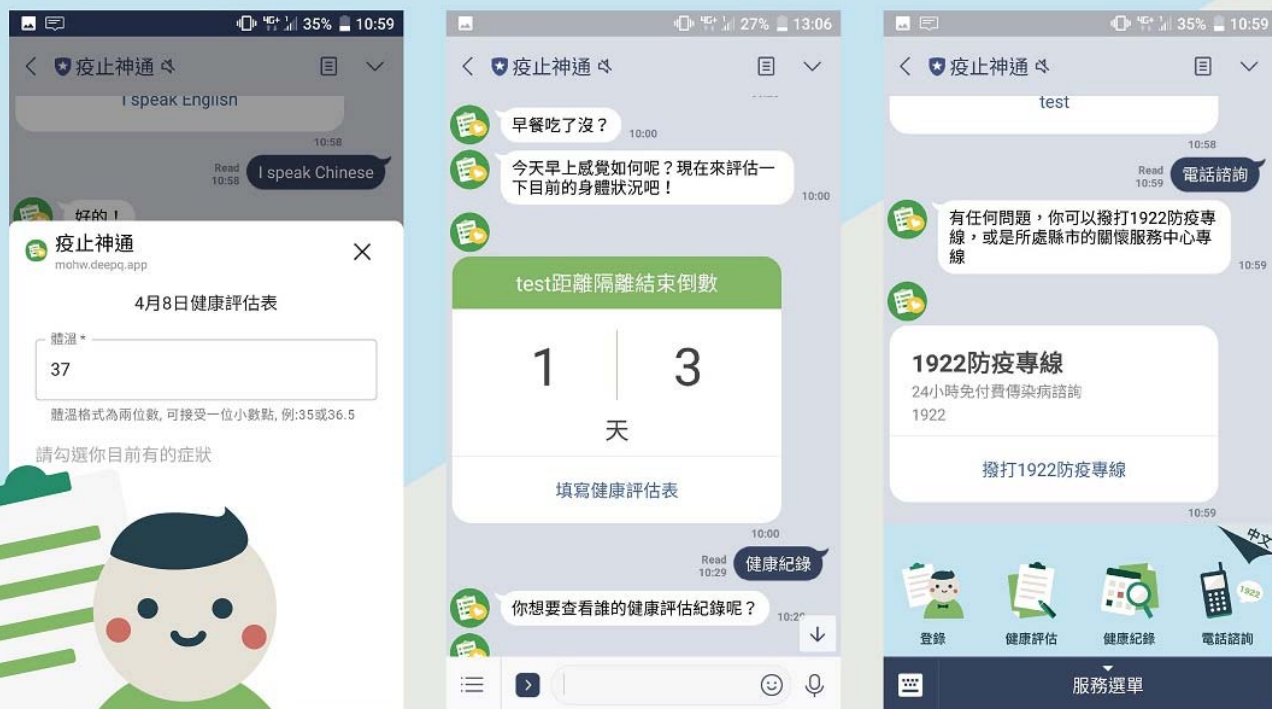 35% 10:59
疫止神通
I speak English
10:58
Read
10:58
I speak Chinese
好的！
疫止神通
mohw.deepq.app
4月8日健康評估表
體溫 *
37
體溫格式為兩位數, 可接受一位小數點, 例:35或36.5
請勾選你目前有的症狀
4G+ 27% 13:06
疫止神通
早餐吃了沒？
10:00
今天早上感覺如何呢？現在來評估一
下目前的身體狀況吧！
10:00
test距離隔離結束倒數
1 3
天
填寫健康評估表
10:00
Read
10:29
健康紀錄
你想要查看誰的健康評估紀錄呢？
4G+ 35% 10:59
疫止神通
test
10:58
Read
10:59
電話諮詢
有任何問題，你可以撥打1922防疫專
線，或是所處縣市的關懷服務中心專
線
10:59
1922防疫專線
24小時免付費傳染病諮詢
1922
撥打1922防疫專線
10:59
中文
1922
登錄 健康評估 健康紀錄 電話諮詢
服務選單